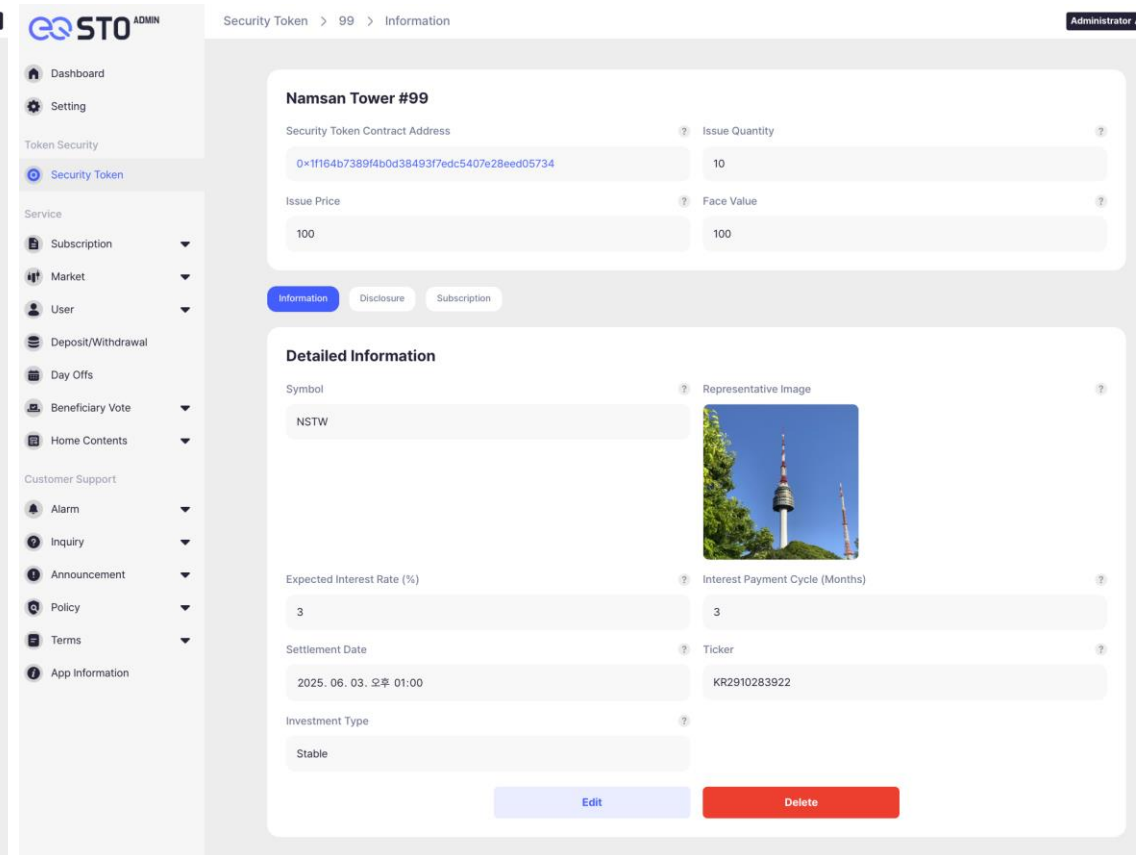 eQ STO ADMIN
Security Token > 99 > Information
Administrator
Dashboard
Setting
Token Security
Security Token
Service
Subscription
Market
User
Deposit/Withdrawal
Day Offs
Beneficiary Vote
Home Contents
Customer Support
Alarm
Inquiry
Announcement
Policy
Terms
App Information
Namsan Tower #99
Security Token Contract Address ? Issue Quantity ?
0×1f164b7389f4b0d38493f7edc5407e28eed05734 10
Issue Price ? Face Value ?
100 100
Information Disclosure Subscription
Detailed Information
Symbol ? Representative Image ?
NSTW
Expected Interest Rate (%) ? Interest Payment Cycle (Months) ?
3 3
Settlement Date ? Ticker ?
2025. 06. 03. 오후 01:00 KR2910283922
Investment Type ?
Stable
Edit Delete